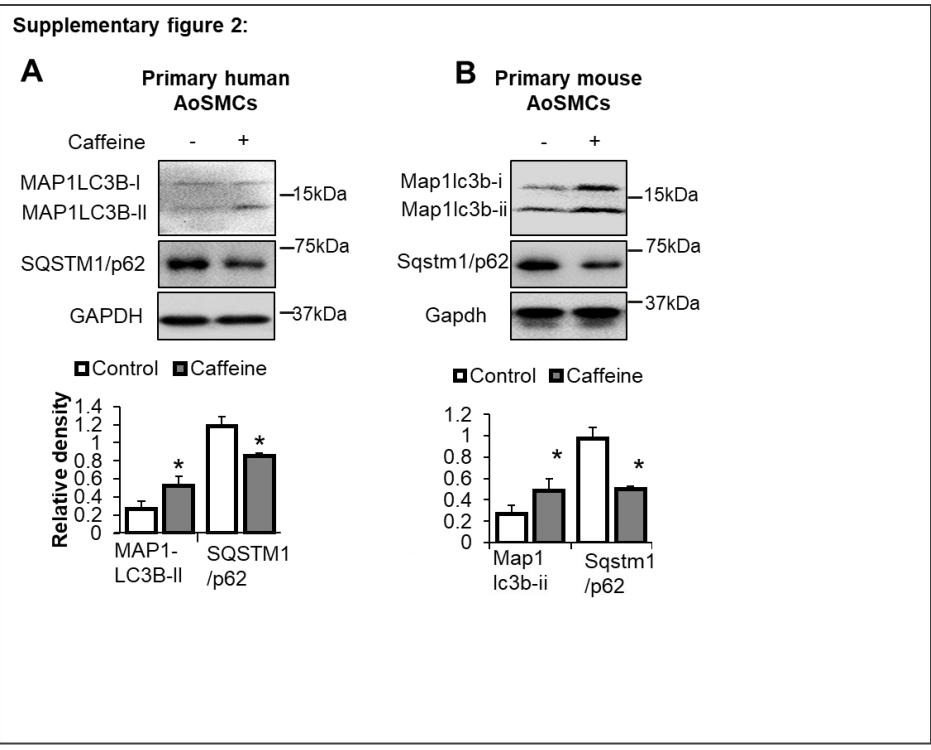 Supplementary figure 2:
A
Primary human
AoSMCs
Caffeine - +
MAP1LC3B-I
MAP1LC3B-II
15kDa
SQSTM1/p62
75kDa
GAPDH
37kDa
Control Caffeine
Relative density
1.4
1.2
1
0.8
0.6
0.4
0.2
0
*
*
MAP1-
LC3B-II
SQSTM1
/p62
B
Primary mouse
AoSMCs
- +
Map1lc3b-i
Map1lc3b-ii
15kDa
Sqstm1/p62
75kDa
Gapdh
37kDa
Control Caffeine
1.2
1
0.8
0.6
0.4
0.2
0
*
*
Map1
lc3b-ii
Sqstm1
/p62